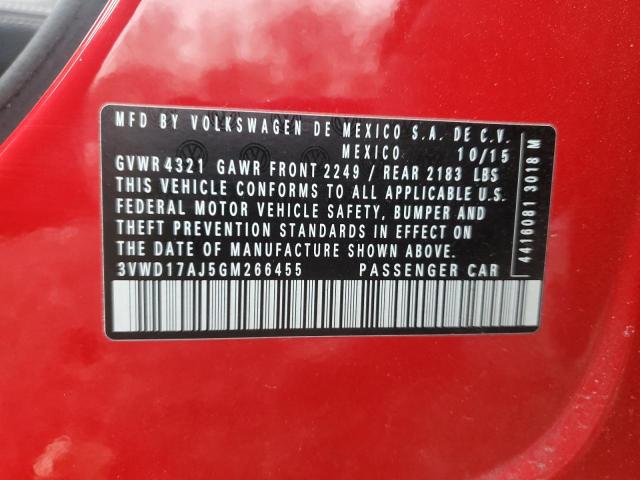 MFD BY VOLKSWAGEN DE MEXICO S.A. DE C.V.
MEXICO 10/15
GVWR 4321 GAWR FRONT 2249 / REAR 2183 LBS
THIS VEHICLE CONFORMS TO ALL APPLICABLE U.S.
FEDERAL MOTOR VEHICLE SAFETY, BUMPER AND
THEFT PREVENTION STANDARDS IN EFFECT ON
THE DATE OF MANUFACTURE SHOWN ABOVE.
3VWD17AJ5GM266455 PASSENGER CAR
4416081 3018 M